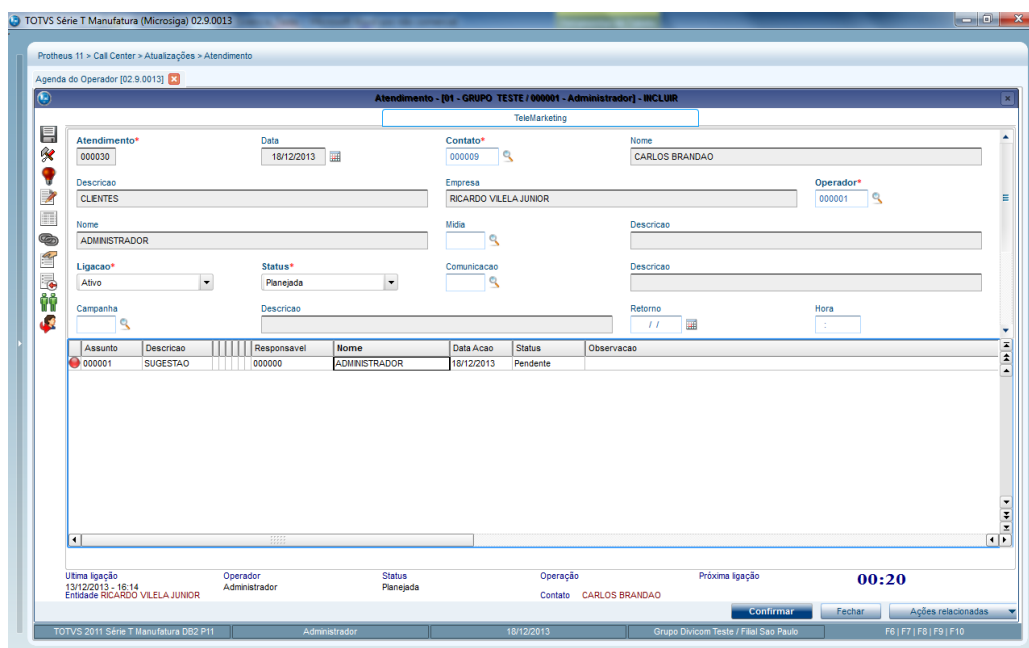 TOTVS Série T Manufatura (Microsiga) 02.9.0013
Protheus 11 > Call Center > Atualizações > Atendimento
Agenda do Operador [02.9.0013]
Atendimento - [01 - GRUPO TESTE / 000001 - Administrador] - INCLUIR
TeleMarketing
Atendimento* Data Contato* Nome
000030 18/12/2013 000009 CARLOS BRANDAO
Descricao Empresa Operador*
CLIENTES RICARDO VILELA JUNIOR 000001
Nome Midia Descricao
ADMINISTRADOR
Ligacao* Status* Comunicacao Descricao
Ativo Planejada
Campanha Descricao Retorno Hora
/ / :
Assunto Descricao Responsavel Nome Data Acao Status Observacao
000001 SUGESTAO 000000 ADMINISTRADOR 18/12/2013 Pendente
Ultima ligação Operador Status Operação Próxima ligação 00:20
13/12/2013 - 16:14 Administrador Planejada
Entidade RICARDO VILELA JUNIOR Contato CARLOS BRANDAO
Confirmar Fechar Ações relacionadas
TOTVS 2011 Série T Manufatura DB2 P11 Administrador 18/12/2013 Grupo Divicom Teste / Filial Sao Paulo F6 | F7 | F8 | F9 | F10